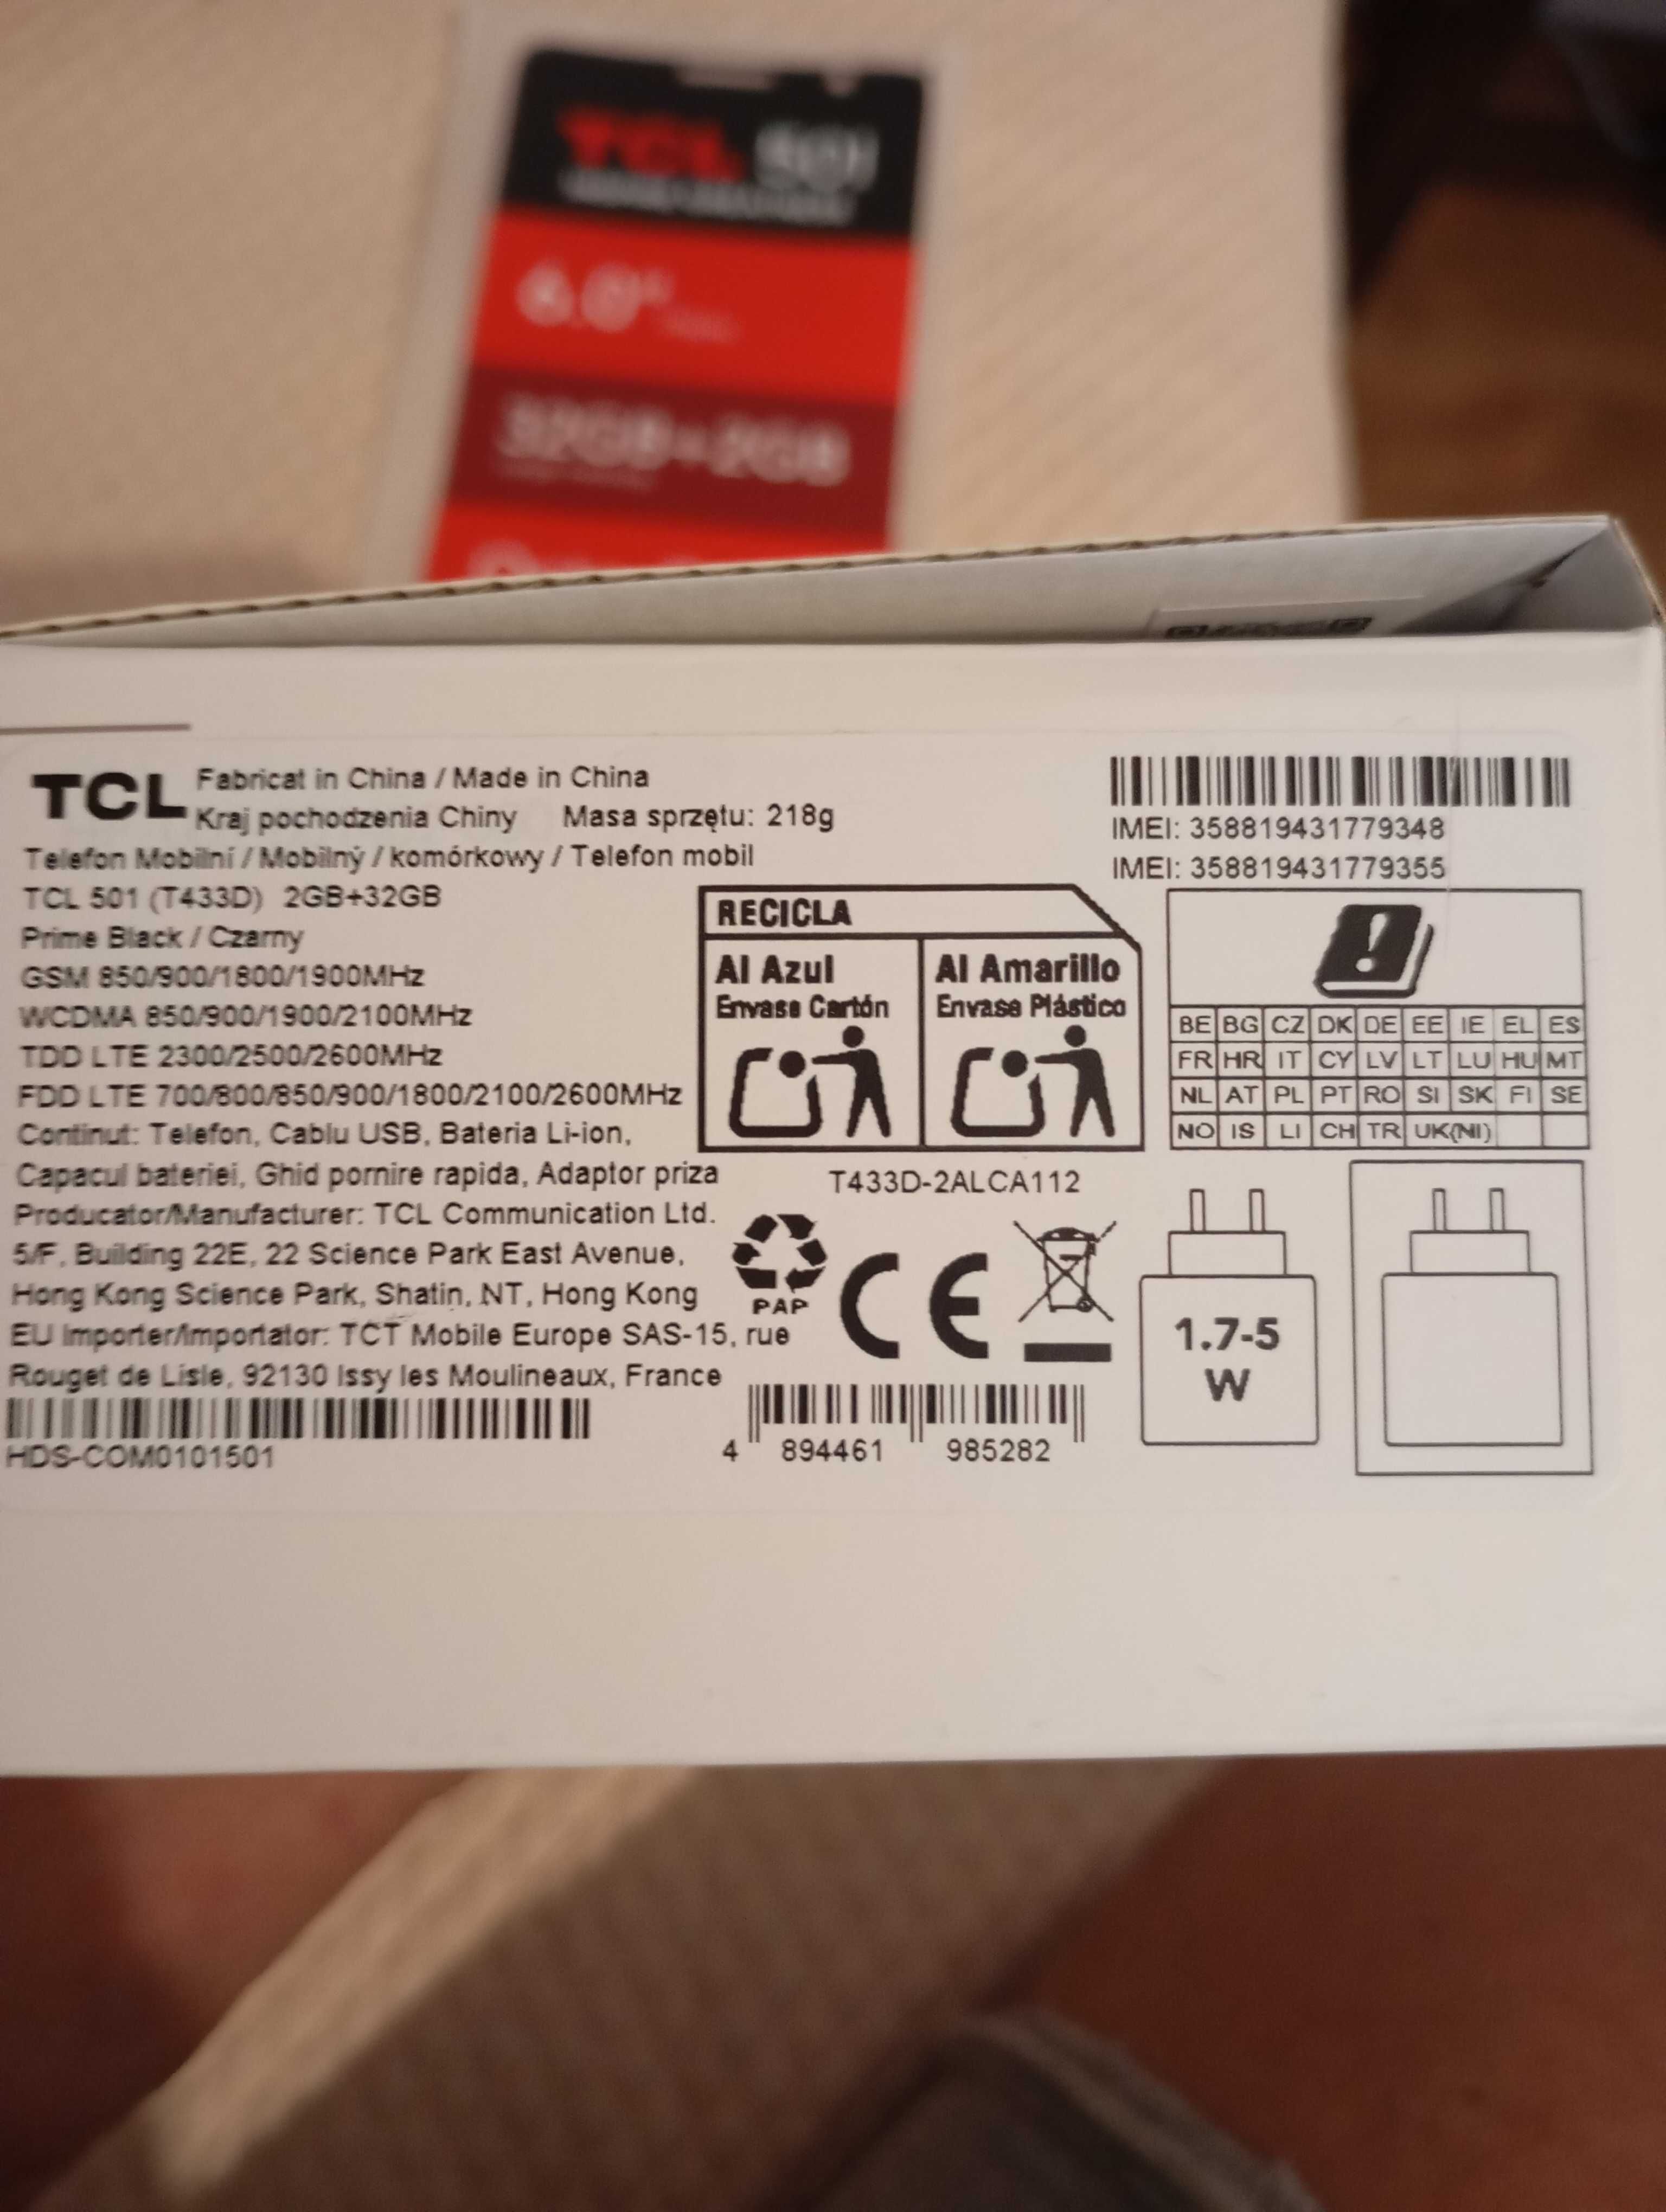 TCL 501
6.0"
32GB+2GB
TCL
Fabricat in China / Made in China
Kraj pochodzenia Chiny Masa sprzętu: 218g
Telefon Mobilní / Mobilný / komórkowy / Telefon mobil
TCL 501 (T433D) 2GB+32GB
Prime Black / Czarny
GSM 850/900/1800/1900MHz
WCDMA 850/900/1900/2100MHz
TDD LTE 2300/2500/2600MHz
FDD LTE 700/800/850/900/1800/2100/2600MHz
Continut: Telefon, Cablu USB, Bateria Li-ion,
Capacul bateriei, Ghid pornire rapida, Adaptor priza
Producator/Manufacturer: TCL Communication Ltd.
5/F, Building 22E, 22 Science Park East Avenue,
Hong Kong Science Park, Shatin, NT, Hong Kong
EU Importer/Importator: TCT Mobile Europe SAS-15, rue
Rouget de Lisle, 92130 Issy les Moulineaux, France
HDS-COM0101501
IMEI: 358819431779348
IMEI: 358819431779355
RECICLA
Al Azul
Envase Cartón
Al Amarillo
Envase Plástico
T433D-2ALCA112
PAP
CE
4 894461 985282
BE BG CZ DK DE EE IE EL ES
FR HR IT CY LV LT LU HU MT
NL AT PL PT RO SI SK FI SE
NO IS LI CH TR UK(NI)
1.7-5
W